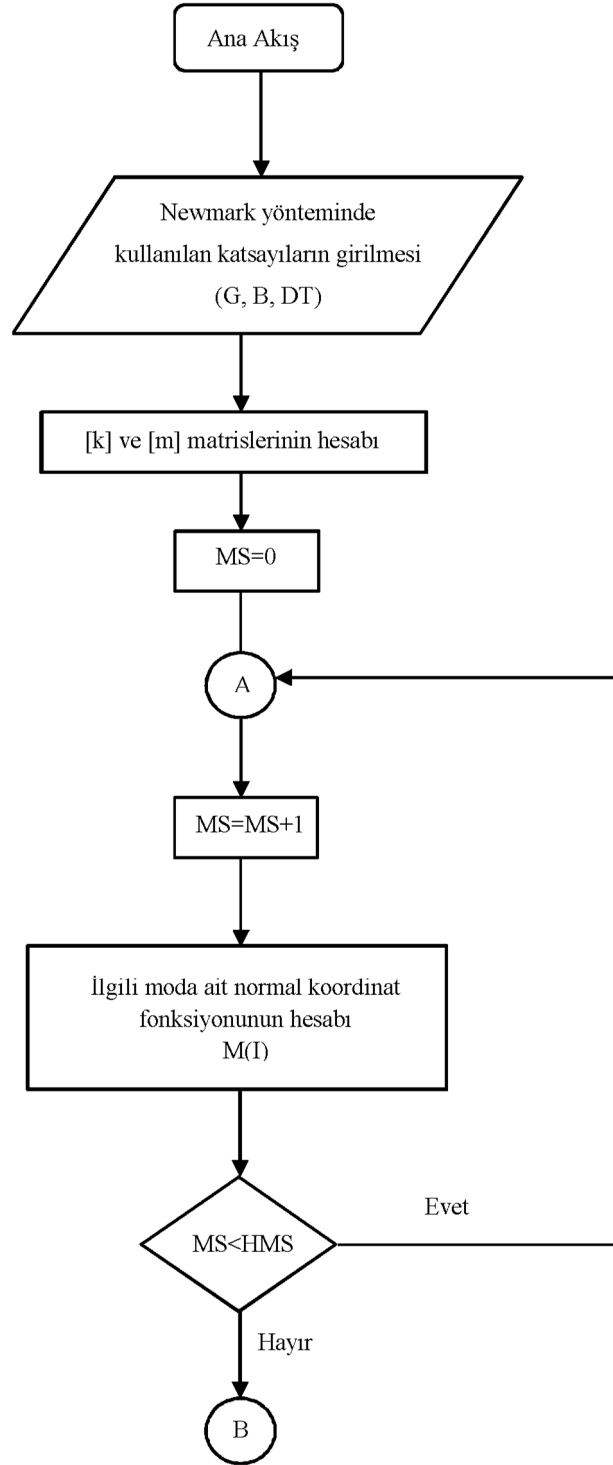 Ana Akış
Newmark yönteminde
kullanılan katsayıların girilmesi
(G, B, DT)
[k] ve [m] matrislerinin hesabı
MS=0
A
MS=MS+1
İlgili moda ait normal koordinat
fonksiyonunun hesabı
M(I)
MS<HMS
Evet
Hayır
B